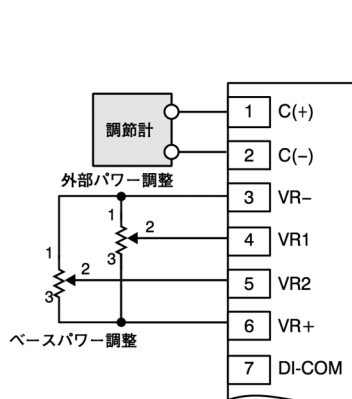 調節計
1 C(+)
2 C(−)
外部パワー調整
3 VR−
1
2
3
4 VR1
1
2
3
5 VR2
6 VR+
ベースパワー調整
7 DI-COM